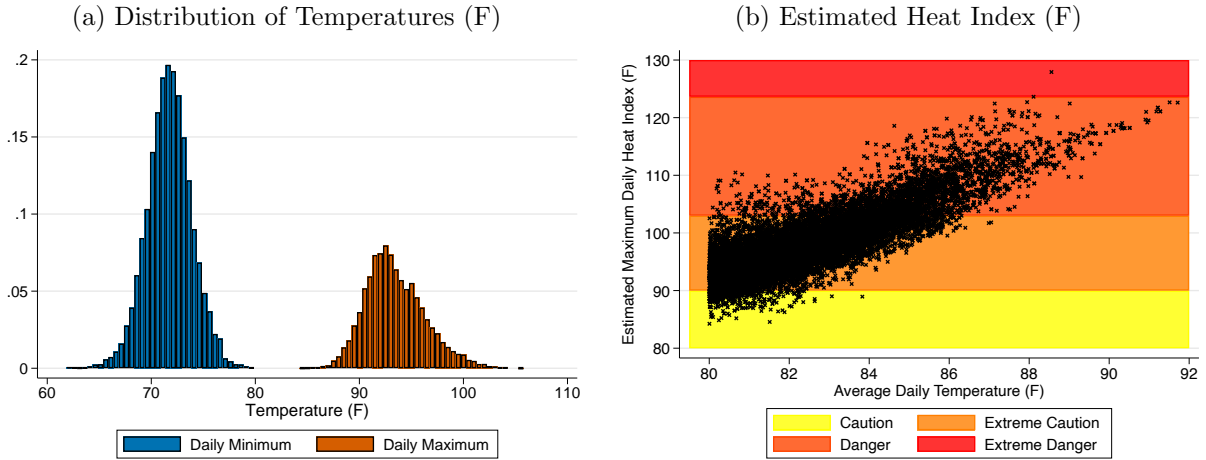 (a) Distribution of Temperatures (F)
.2
.15
.1
.05
0
60 70 80 90 100 110
Temperature (F)
Daily Minimum Daily Maximum
(b) Estimated Heat Index (F)
Estimated Maximum Daily Heat Index (F)
130
120
110
100
90
80
80 82 84 86 88 90 92
Average Daily Temperature (F)
Caution Extreme Caution
Danger Extreme Danger